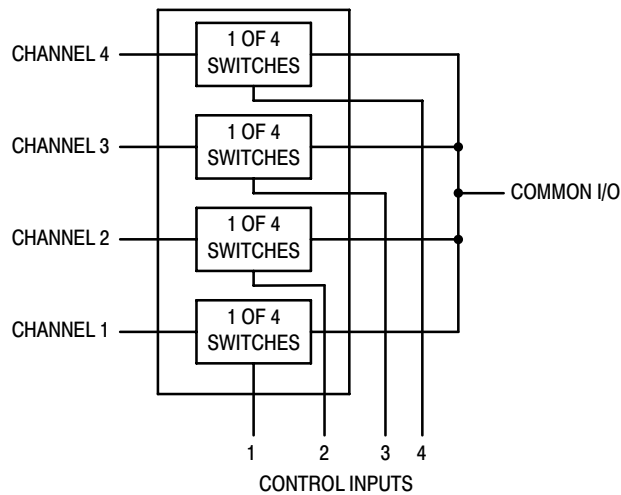 CHANNEL 4
1 OF 4
SWITCHES
CHANNEL 3
1 OF 4
SWITCHES
COMMON I/O
CHANNEL 2
1 OF 4
SWITCHES
CHANNEL 1
1 OF 4
SWITCHES
1 2 3 4
CONTROL INPUTS